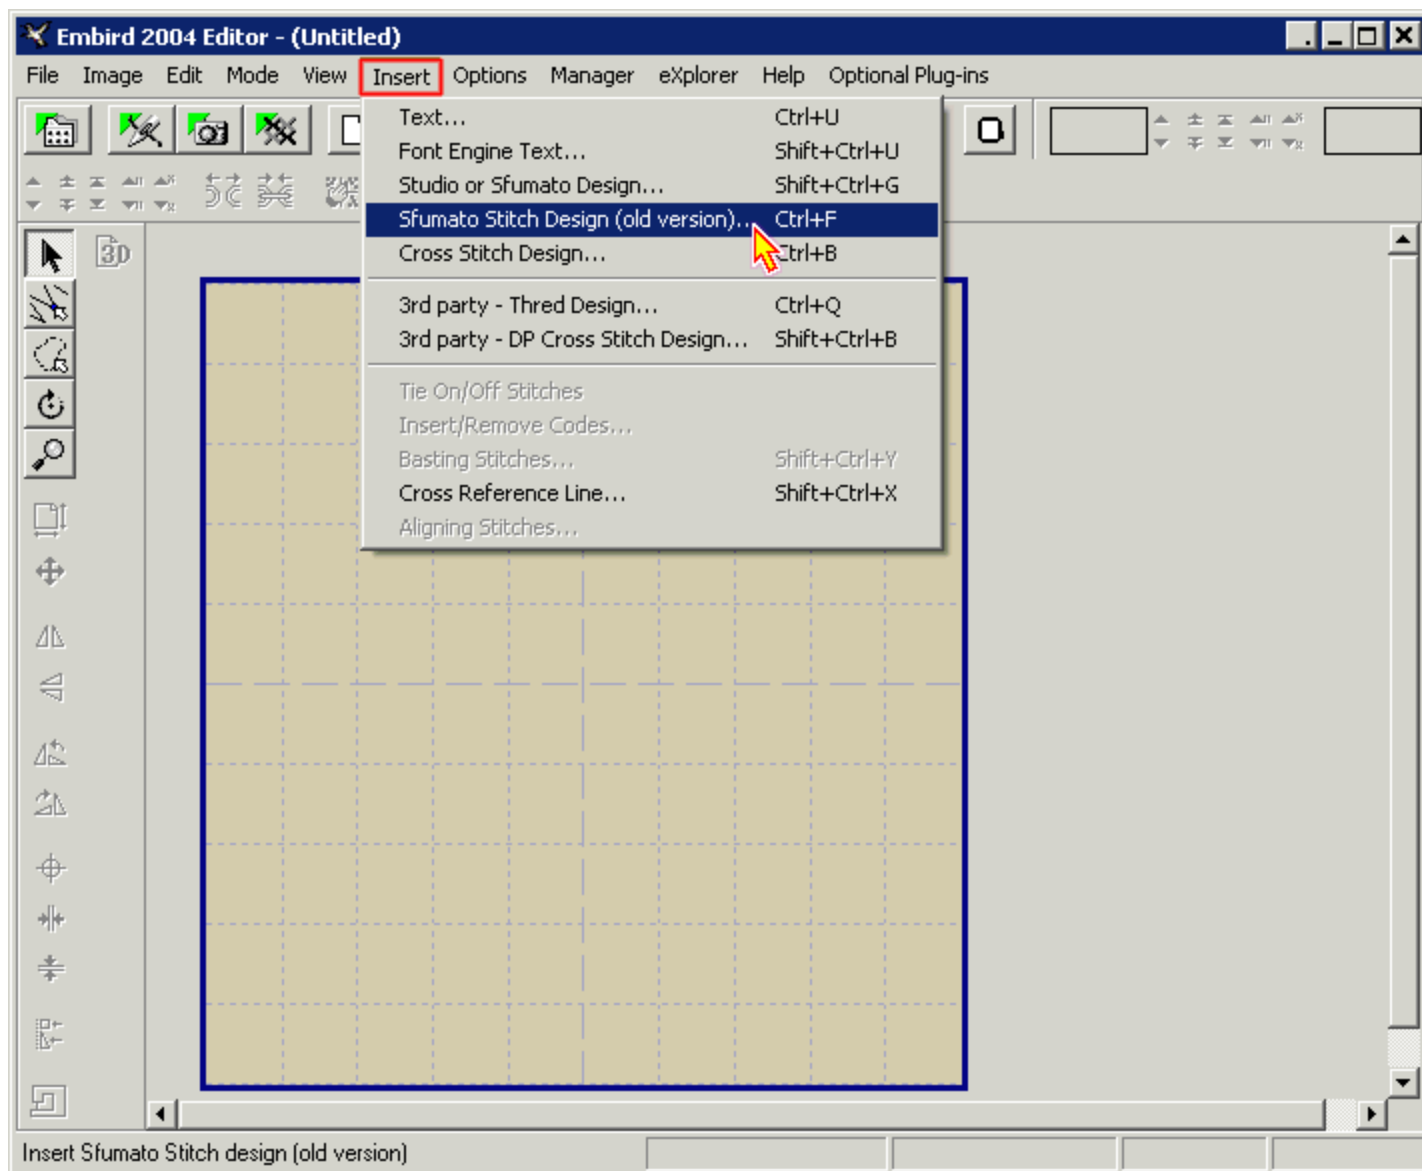 Embird 2004 Editor - (Untitled)
File Image Edit Mode View Insert Options Manager eXplorer Help Optional Plug-ins
Text... Ctrl+U
Font Engine Text... Shift+Ctrl+U
Studio or Sfumato Design... Shift+Ctrl+G
Sfumato Stitch Design (old version)... Ctrl+F
Cross Stitch Design... Ctrl+B
3rd party - Thred Design... Ctrl+Q
3rd party - DP Cross Stitch Design... Shift+Ctrl+B
Tie On/Off Stitches
Insert/Remove Codes...
Basting Stitches... Shift+Ctrl+Y
Cross Reference Line... Shift+Ctrl+X
Aligning Stitches...
3D
Insert Sfumato Stitch design (old version)